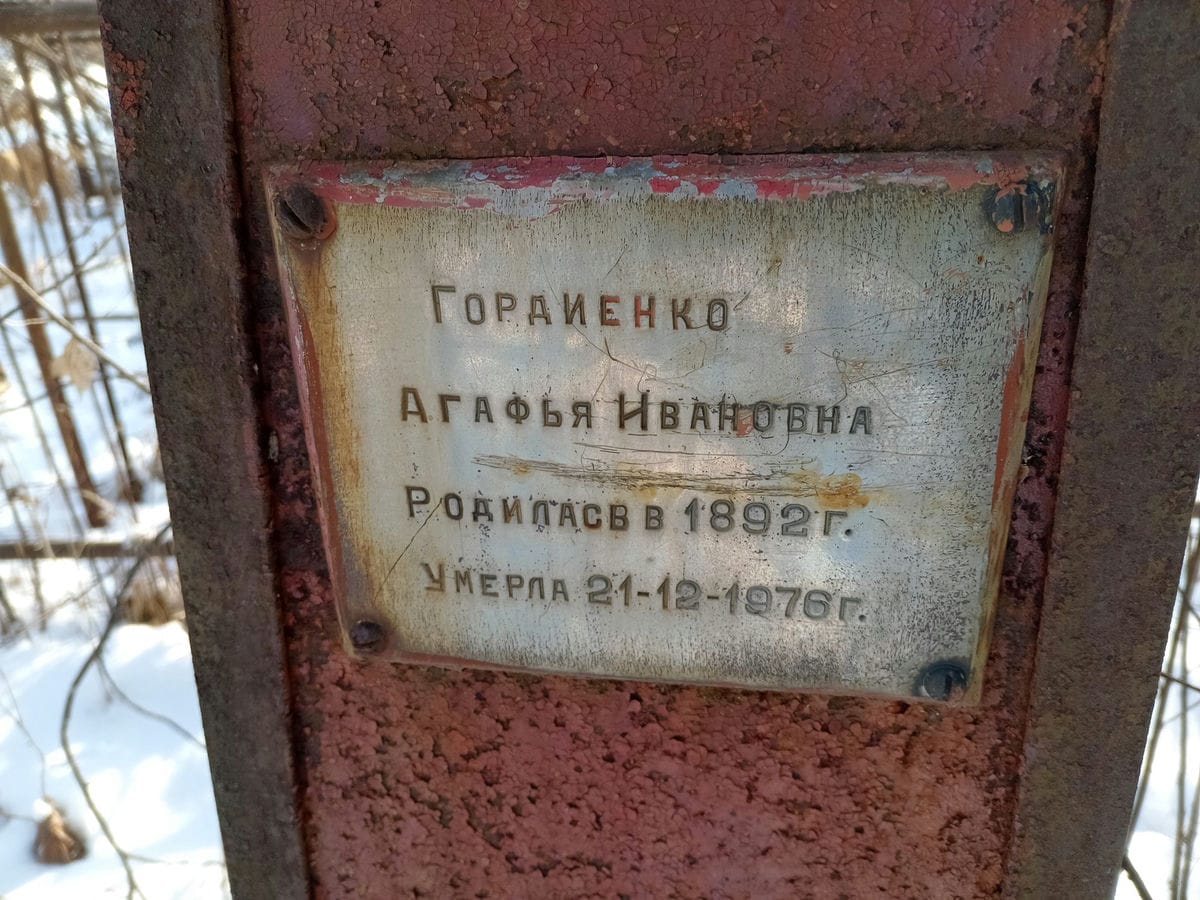 Гордиенко
Агафья Ивановна
Родилась в 1892 г.
Умерла 21-12-1976 г.